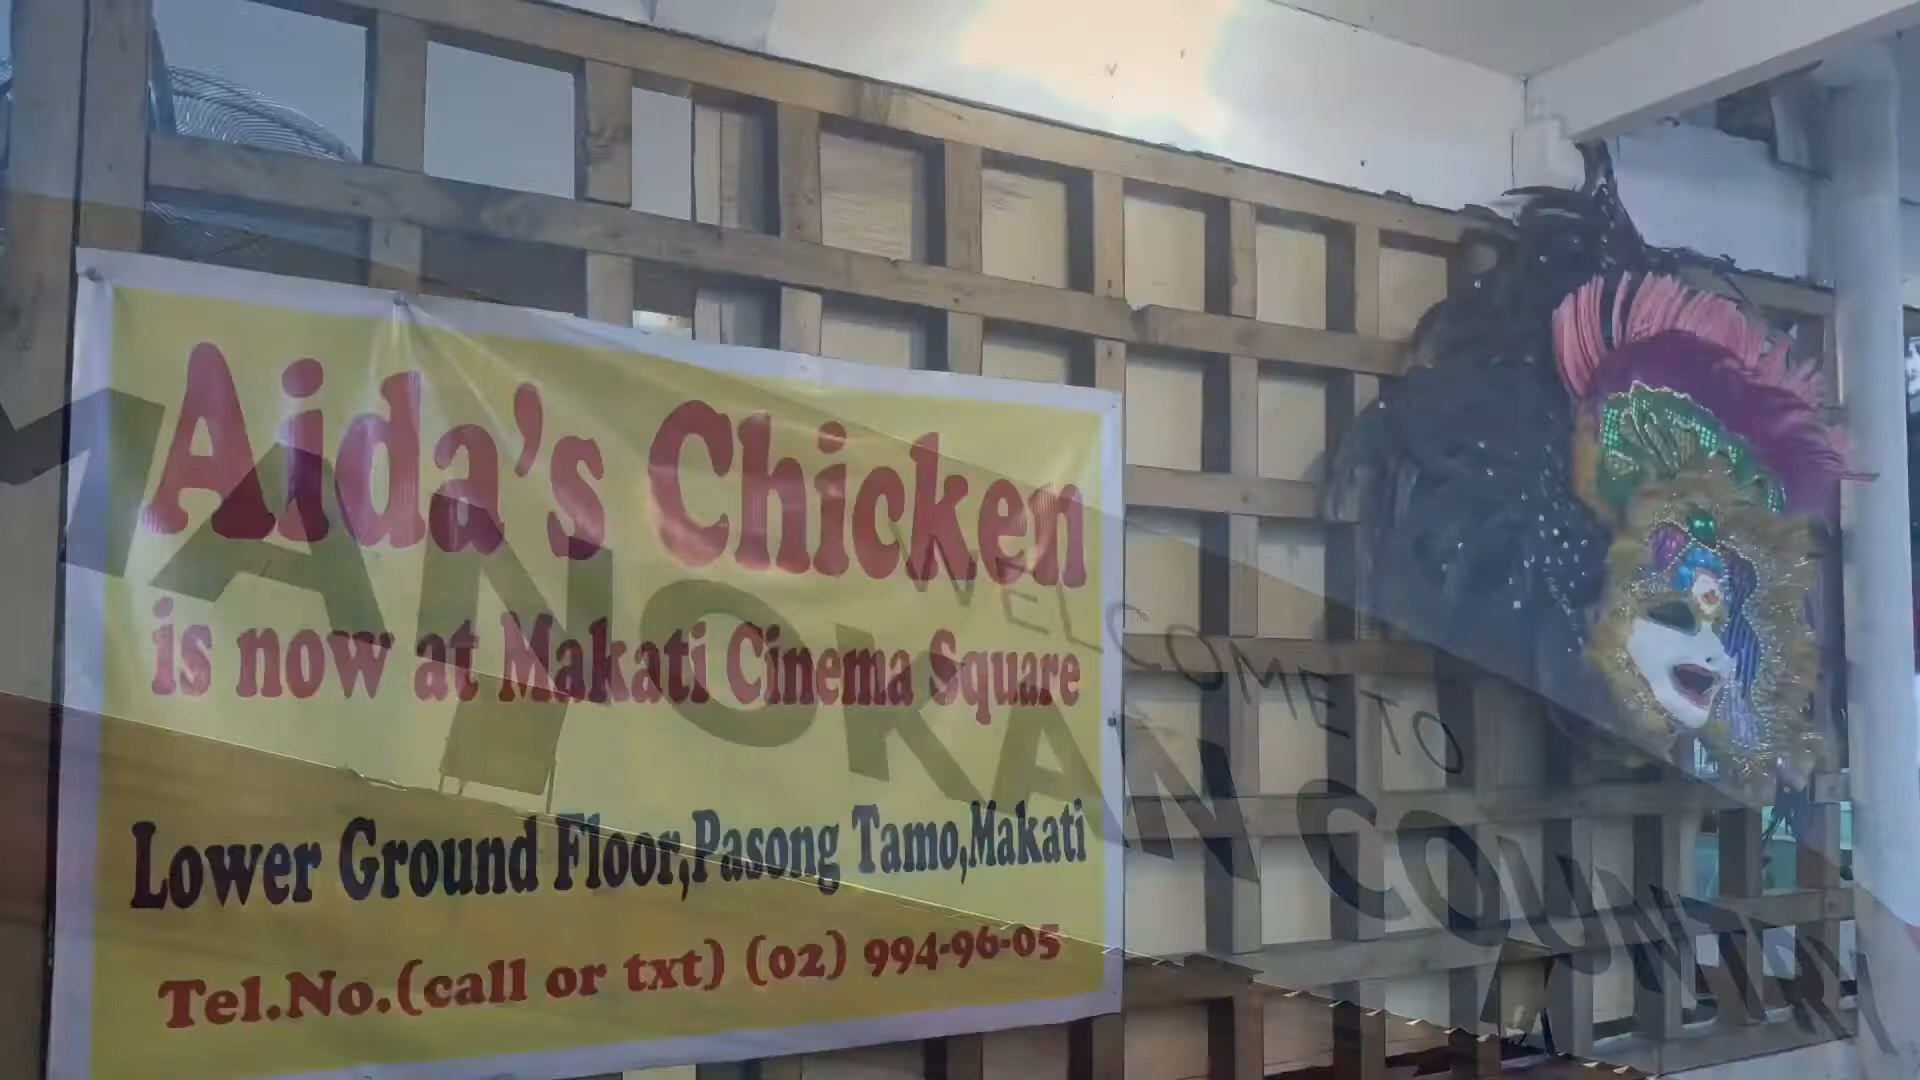 Aida's Chicken
is now at Makati Cinema Square
Lower Ground Floor,Pasong Tamo,Makati
Tel.No.(call or txt) (02) 994-96-05
WELCOME TO
MANOKAN COUNTRY